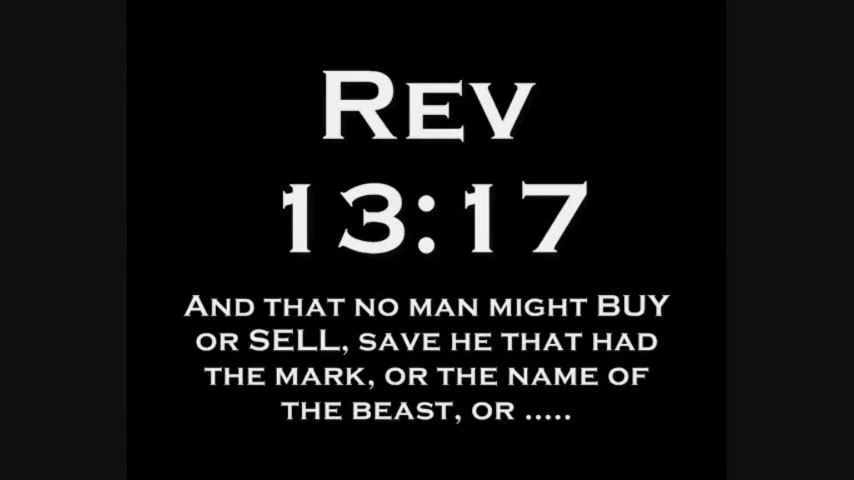 Rev
13:17
And that no man might BUY
or SELL, save he that had
the mark, or the name of
the beast, or .....